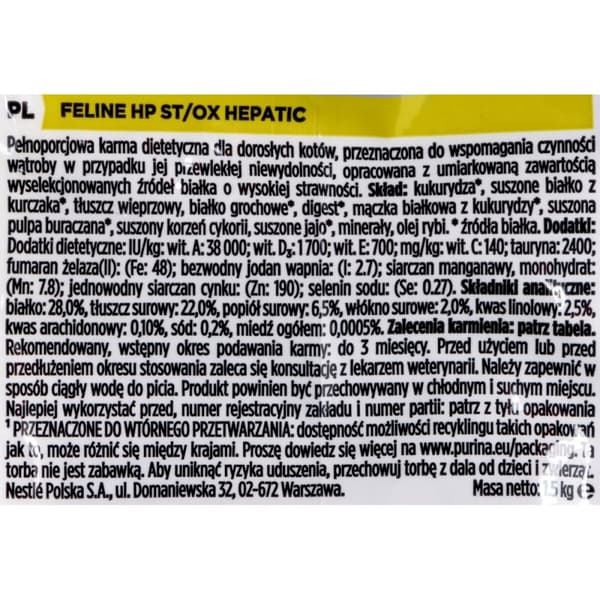 PL FELINE HP ST/OX HEPATIC
Pełnoporcjowa karma dietetyczna dla dorosłych kotów, przeznaczona do wspomagania czynności
wątroby w przypadku jej przewlekłej niewydolności, opracowana z umiarkowaną zawartością
wyselekcjonowanych źródeł białka o wysokiej strawności. Skład: kukurydza*, suszone białko z
kurczaka*, tłuszcz wieprzowy, białko grochowe*, digest*, mączka białkowa z kukurydzy*, suszona
pulpa buraczana*, suszony korzeń cykorii, suszone jajo*, minerały, olej rybi. * źródła białka. Dodatki:
Dodatki dietetyczne: IU/kg: wit. A: 38 000; wit. D₃: 1 700; wit. E: 700; mg/kg: wit. C: 140; tauryna: 2400;
fumaran żelaza(II): (Fe: 48); bezwodny jodan wapnia: (I: 2.7); siarczan manganawy, monohydrat:
(Mn: 7.8); jednowodny siarczan cynku: (Zn: 190); selenin sodu: (Se: 0.27). Składniki analityczne:
białko: 28,0%, tłuszcz surowy: 22,0%, popiół surowy: 6,5%, włókno surowe: 2,0%, kwas linolowy: 2,5%,
kwas arachidonowy: 0,10%, sód: 0,2%, miedź ogółem: 0,0005%. Zalecenia karmienia: patrz tabela.
Rekomendowany, wstępny okres podawania karmy: do 3 miesięcy. Przed użyciem lub przed
przedłużeniem okresu stosowania zaleca się konsultację z lekarzem weterynarii. Należy zapewnić w
sposób ciągły wodę do picia. Produkt powinien być przechowywany w chłodnym i suchym miejscu.
Najlepiej wykorzystać przed, numer rejestracyjny zakładu i numer partii: patrz z tyłu opakowania
¹ PRZEZNACZONE DO WTÓRNEGO PRZETWARZANIA: dostępność możliwości recyklingu takich opakowań
jak to, może różnić się między krajami. Proszę dowiedz się więcej na www.purina.eu/packaging. Ta
torba nie jest zabawką. Aby uniknąć ryzyka uduszenia, przechowuj torbę z dala od dzieci i zwierząt.
Nestlé Polska S.A., ul. Domaniewska 32, 02-672 Warszawa. Masa netto: 1.5 kg ℮